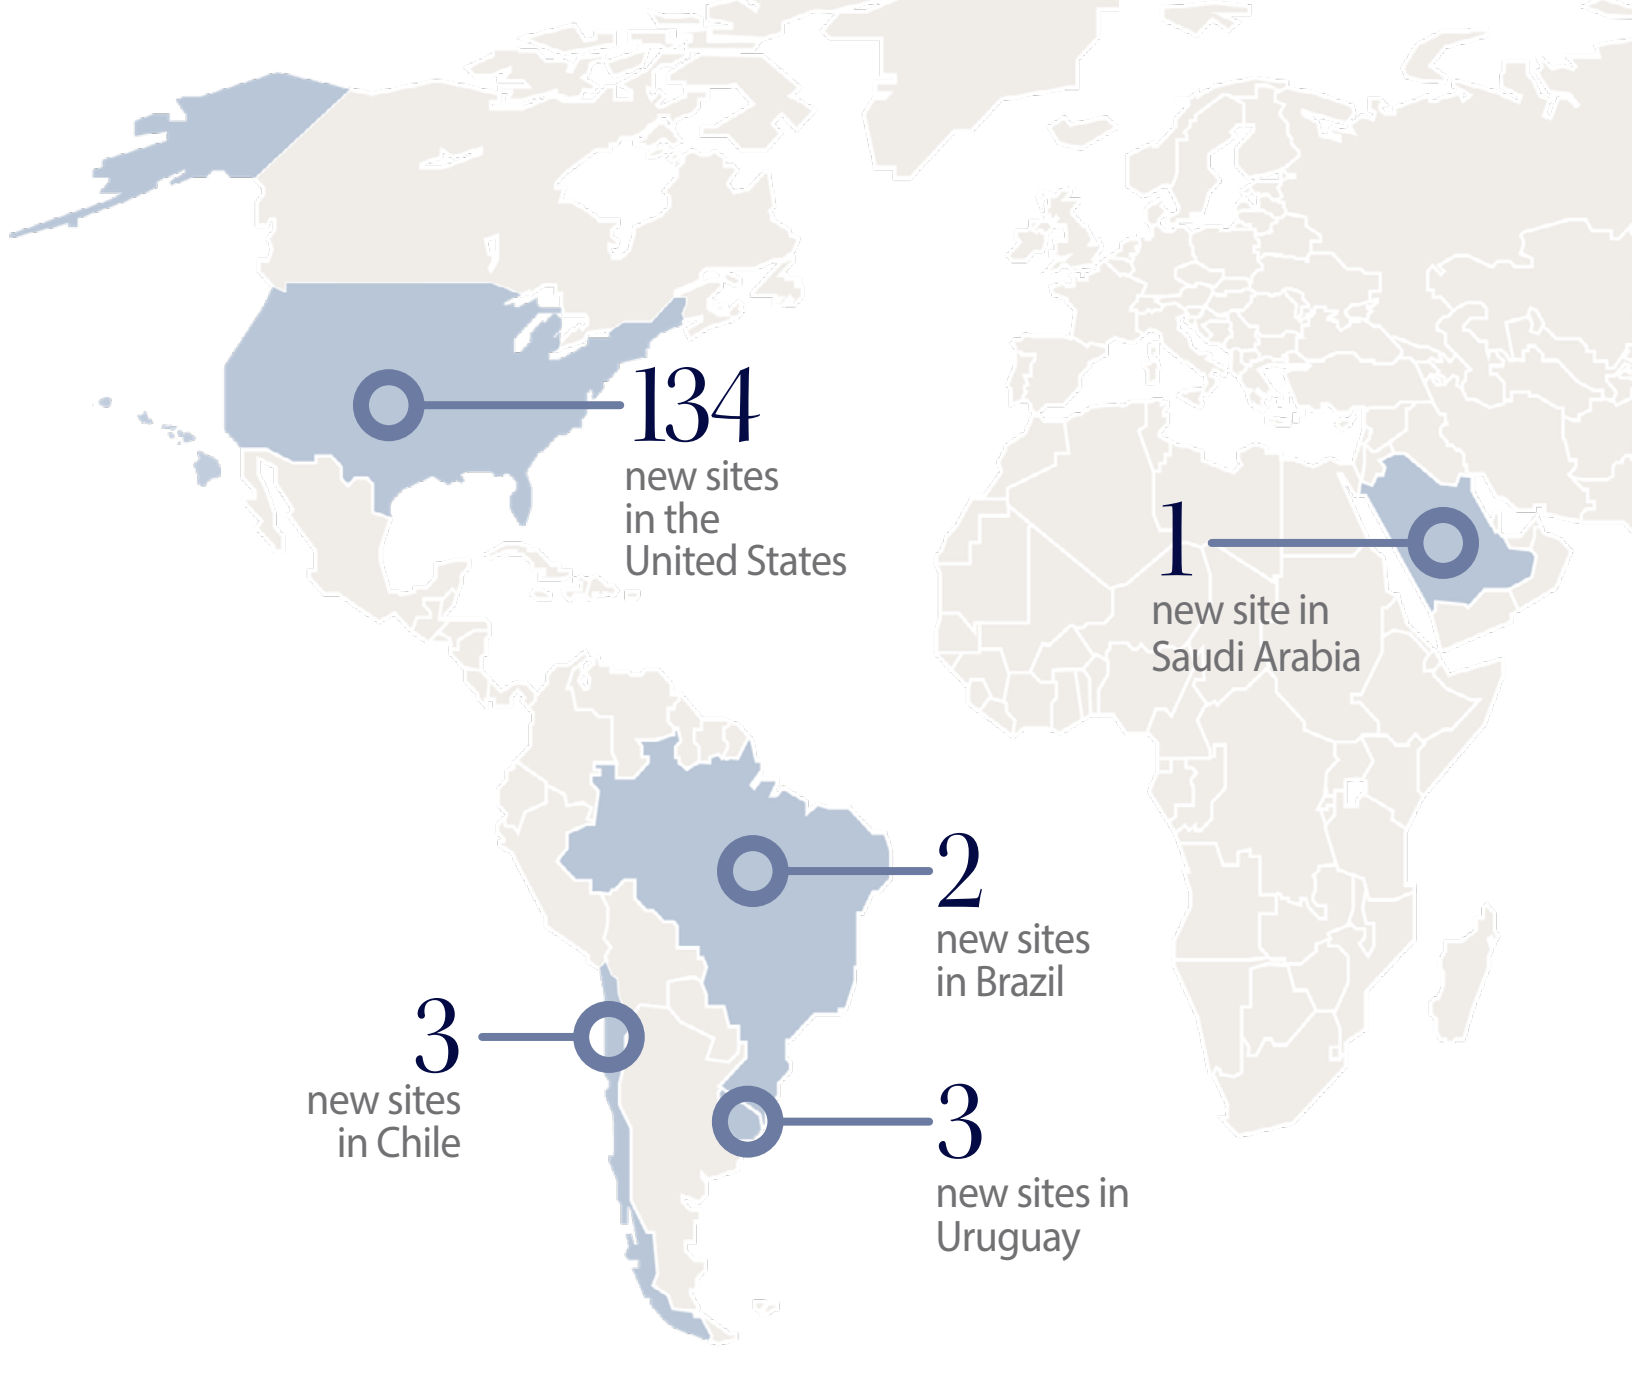 134
new sites
in the
United States
1
new site in
Saudi Arabia
2
new sites
in Brazil
3
new sites
in Chile
3
new sites in
Uruguay